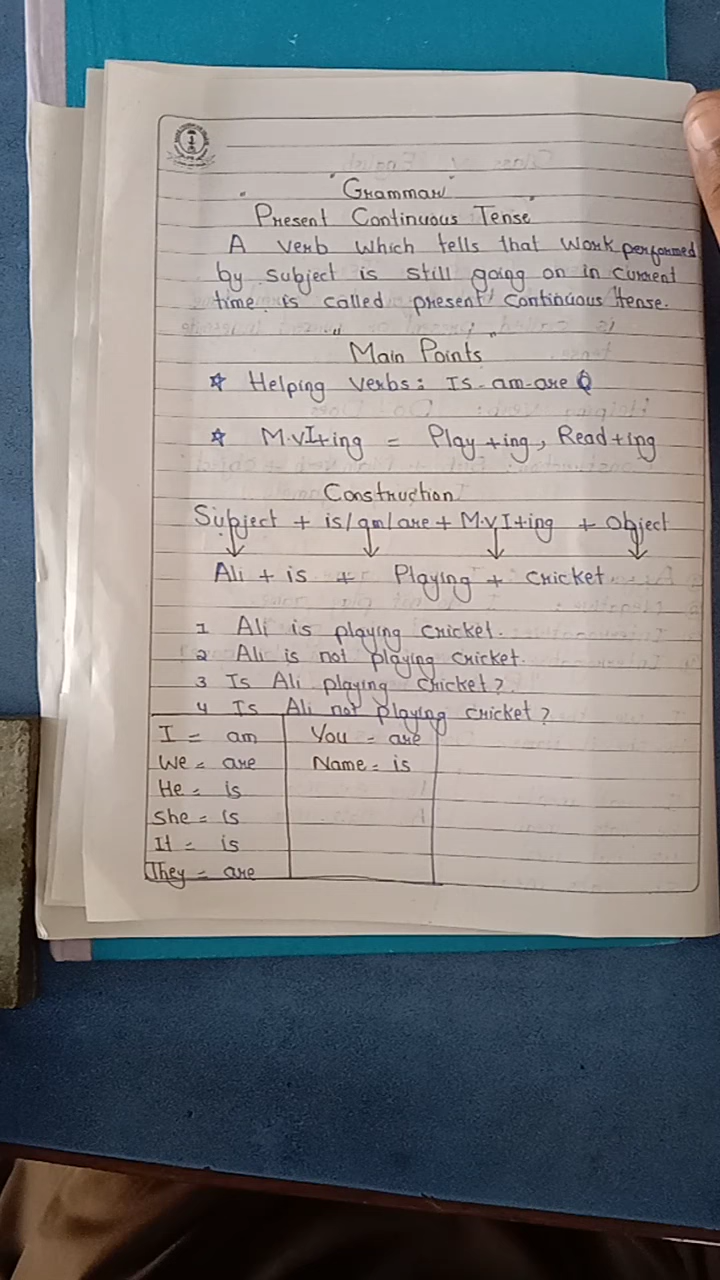 "Grammar"
"Present Continuous Tense"
A verb which tells that work performed
by subject is still going on in current
time is called present continuous tense.
"Main Points"
☆ Helping verbs: Is-am-are
☆ M.vI+ing = Play+ing, Read+ing
Construction
Subject + is/am/are + M.vI+ing + Object
↓ ↓ ↓ ↓
Ali + is + Playing + cricket
1 Ali is playing cricket.
2 Ali is not playing cricket.
3 Is Ali playing cricket?
4 Is Ali not playing cricket?
I = am You = are
We = are Name = is
He = is
She = is
It = is
They = are